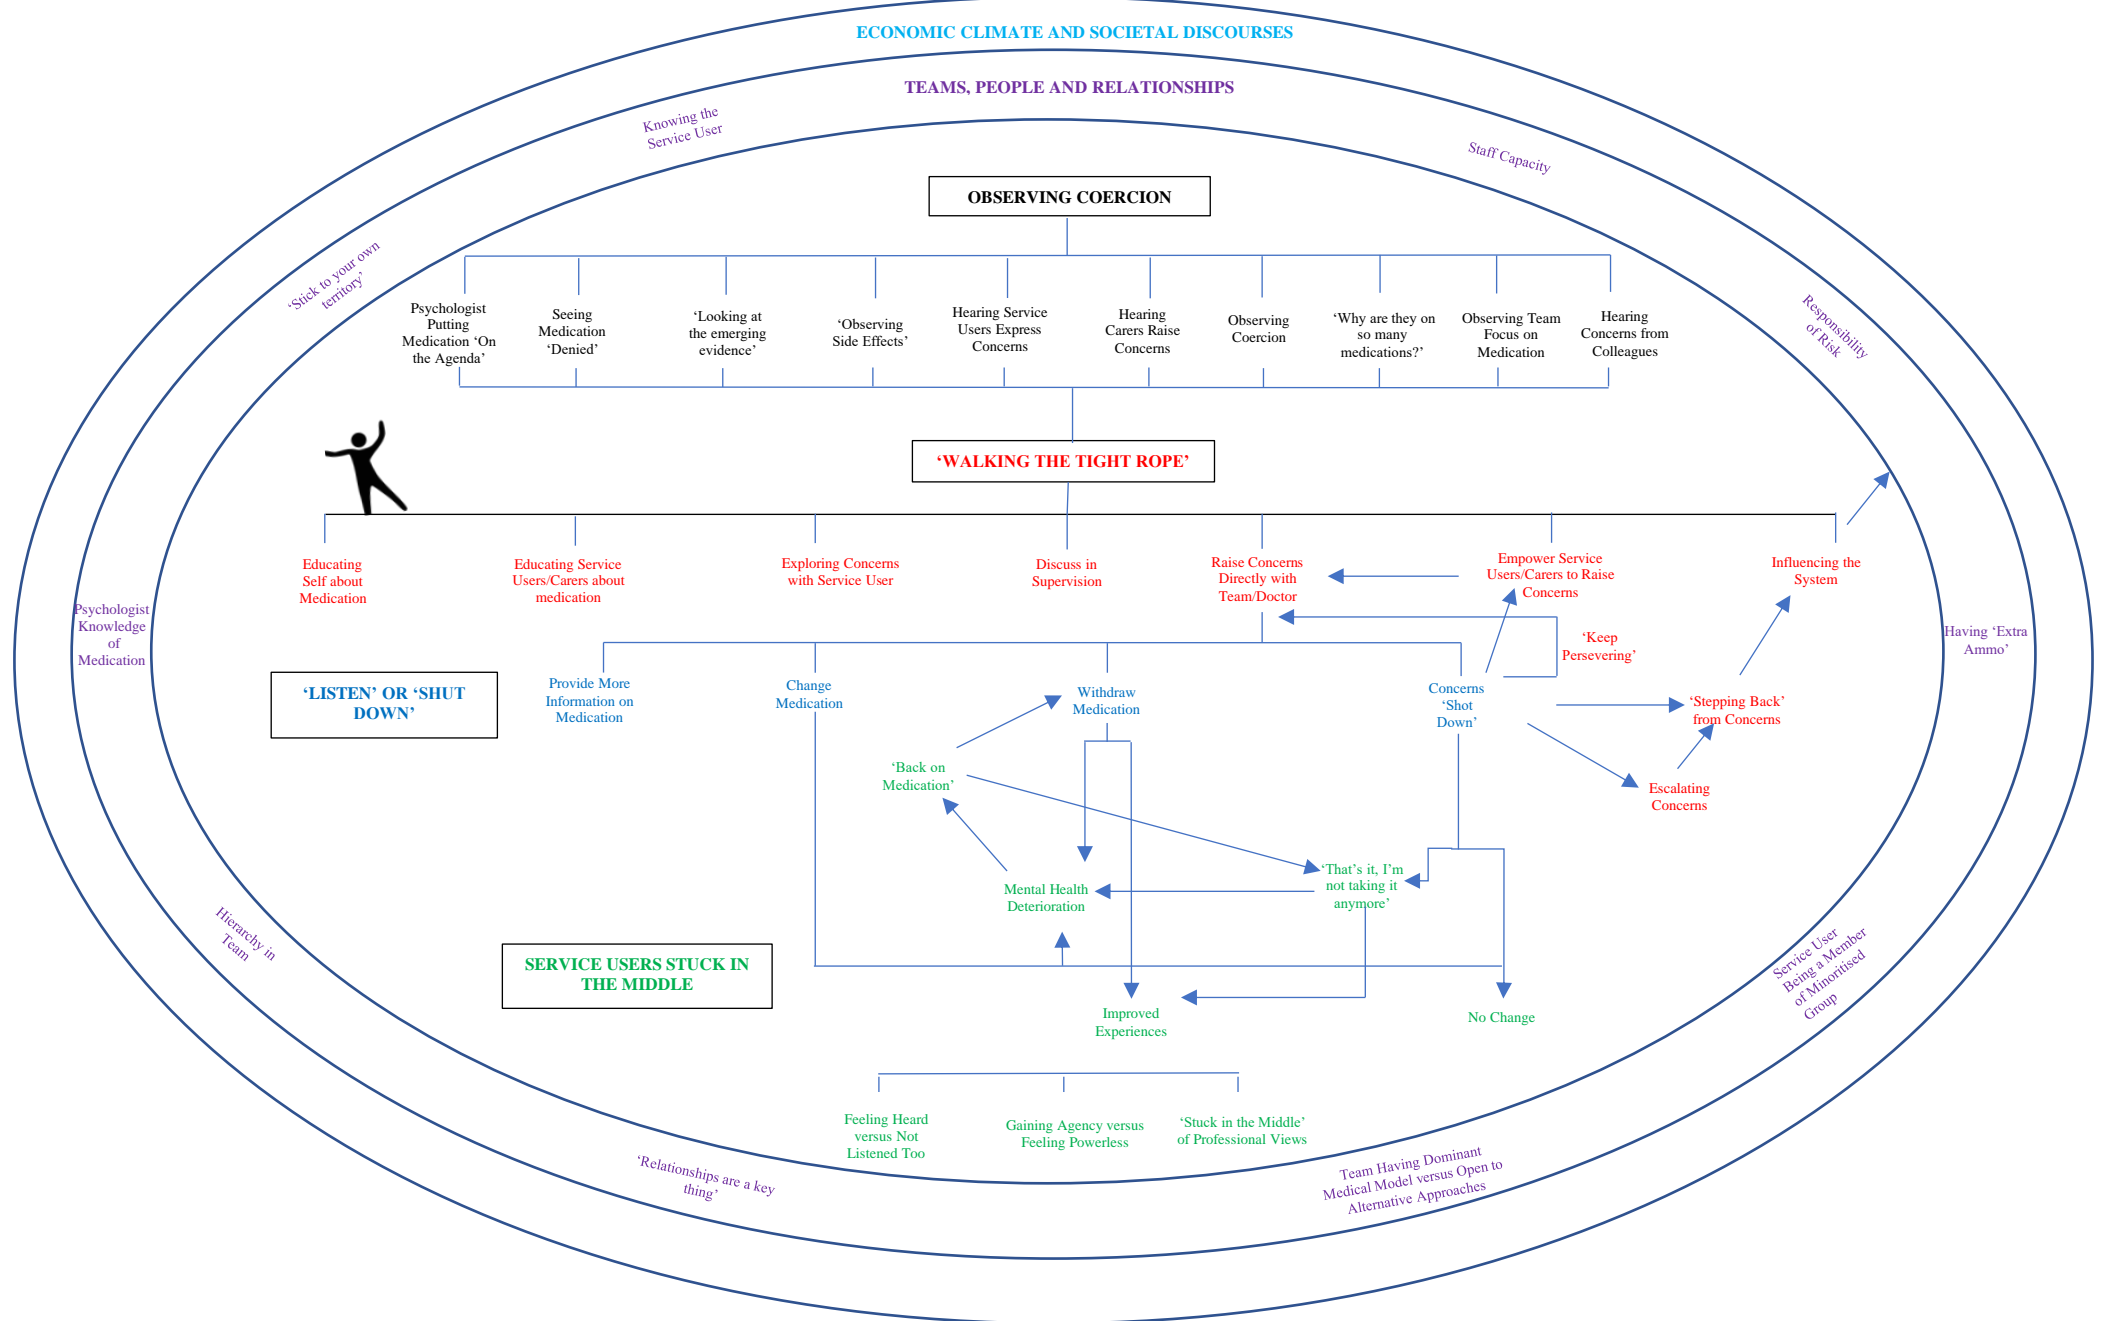 ECONOMIC CLIMATE AND SOCIETAL DISCOURSES
TEAMS, PEOPLE AND RELATIONSHIPS
Knowing the
Service User
Staff Capacity
‘Stick to your own
territory’
Responsibility
of Risk
OBSERVING COERCION
Psychologist
Putting
Medication ‘On
the Agenda’
Seeing
Medication
‘Denied’
‘Looking at
the emerging
evidence’
‘Observing
Side Effects’
Hearing Service
Users Express
Concerns
Hearing
Carers Raise
Concerns
Observing
Coercion
‘Why are they on
so many
medications?’
Observing Team
Focus on
Medication
Hearing
Concerns from
Colleagues
‘WALKING THE TIGHT ROPE’
Educating
Self about
Medication
Educating Service
Users/Carers about
medication
Exploring Concerns
with Service User
Discuss in
Supervision
Raise Concerns
Directly with
Team/Doctor
Empower Service
Users/Carers to Raise
Concerns
Influencing the
System
Psychologist
Knowledge
of
Medication
‘Keep
Persevering’
Having ‘Extra
Ammo’
‘LISTEN’ OR ‘SHUT
DOWN’
Provide More
Information on
Medication
Change
Medication
Withdraw
Medication
Concerns
‘Shot
Down’
‘Stepping Back’
from Concerns
‘Back on
Medication’
Escalating
Concerns
Mental Health
Deterioration
‘That’s it, I’m
not taking it
anymore’
Hierarchy in
Team
SERVICE USERS STUCK IN
THE MIDDLE
Service User
Being a Member
of Minoritised
Group
Improved
Experiences
No Change
Feeling Heard
versus Not
Listened Too
Gaining Agency versus
Feeling Powerless
‘Stuck in the Middle’
of Professional Views
‘Relationships are a key
thing’
Team Having Dominant
Medical Model versus Open to
Alternative Approaches